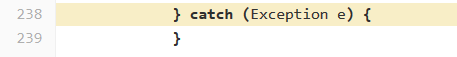 238 } catch (Exception e) {
239 }